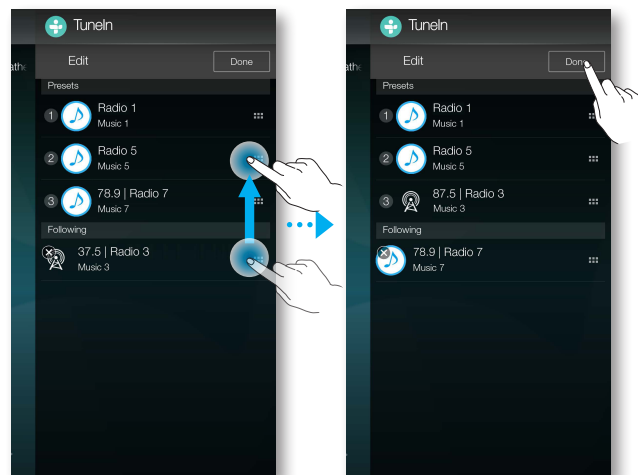 TuneIn
Edit
Done
Presets
1
Radio 1
Music 1
2
Radio 5
Music 5
3
78.9 | Radio 7
Music 7
Following
37.5 | Radio 3
Music 3
TuneIn
Edit
Presets
1
Radio 1
Music 1
2
Radio 5
Music 5
3
87.5 | Radio 3
Music 3
Following
78.9 | Radio 7
Music 7